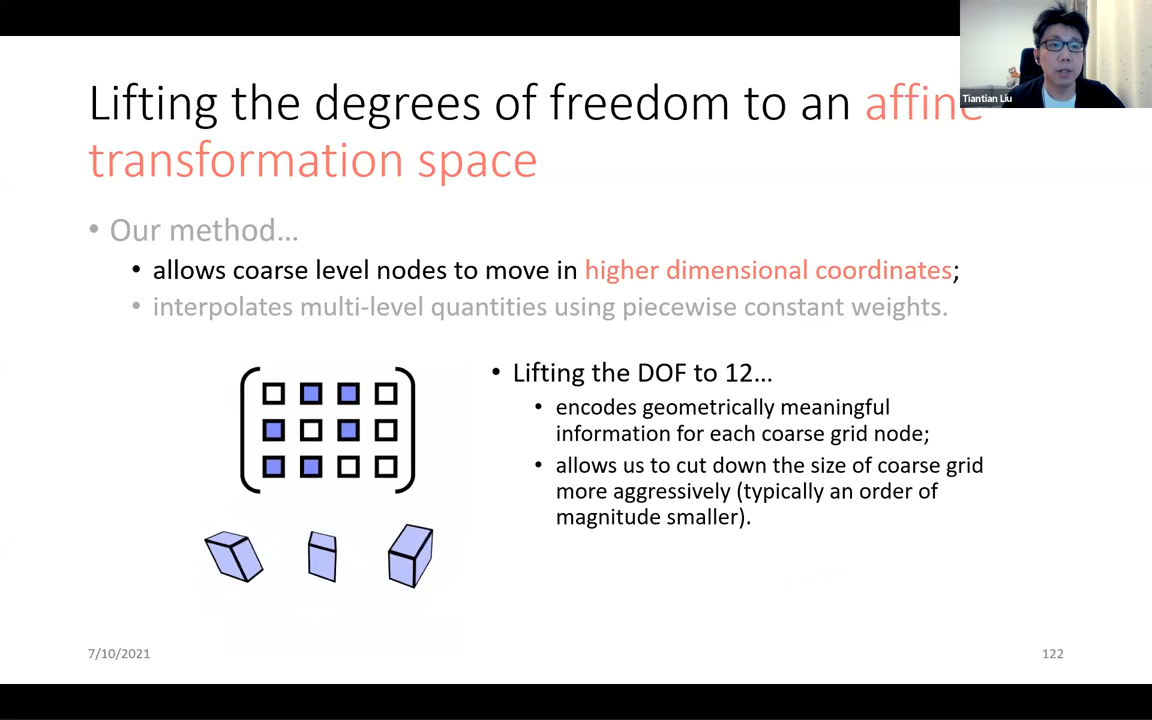 Tiantian Liu
Lifting the degrees of freedom to an affine
transformation space
• Our method...
• allows coarse level nodes to move in higher dimensional coordinates;
• interpolates multi-level quantities using piecewise constant weights.
• Lifting the DOF to 12...
• encodes geometrically meaningful
information for each coarse grid node;
• allows us to cut down the size of coarse grid
more aggressively (typically an order of
magnitude smaller).
7/10/2021
122